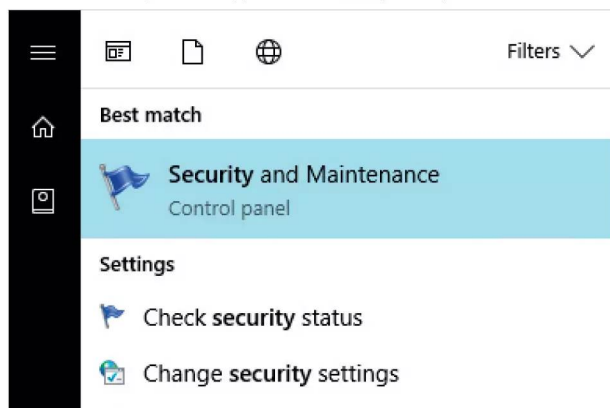 Filters
Best match
Security and Maintenance
Control panel
Settings
Check security status
Change security settings